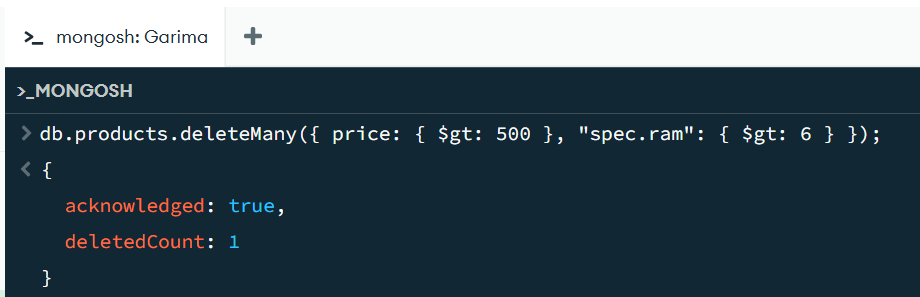 >_ mongosh: Garima +
>_MONGOSH
> db.products.deleteMany({ price: { $gt: 500 }, "spec.ram": { $gt: 6 } });
< {
acknowledged: true,
deletedCount: 1
}